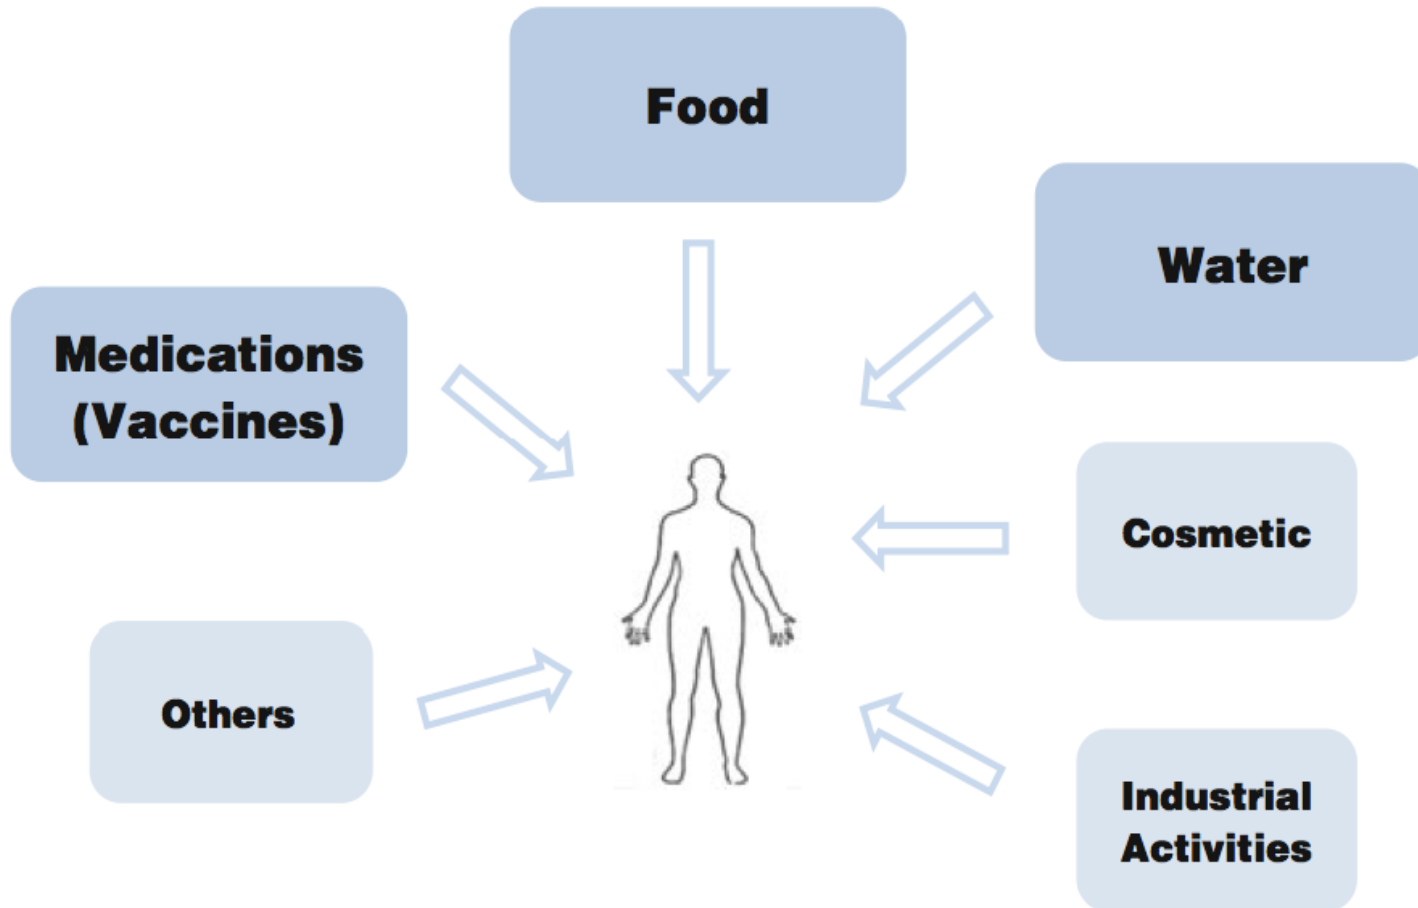 Food
Water
Medications
(Vaccines)
Cosmetic
Others
Industrial
Activities